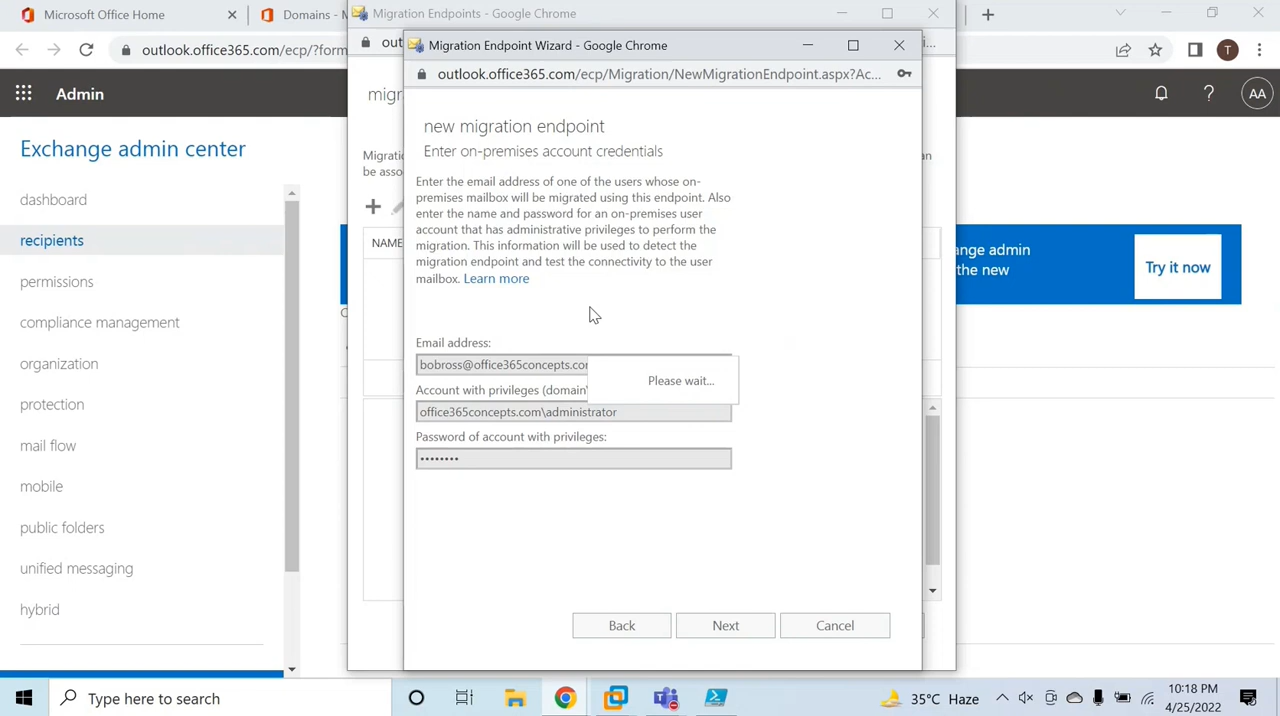 Microsoft Office Home
Domains - M
Migration Endpoints - Google Chrome
outlook.office365.com/ecp/?form
Migration Endpoint Wizard - Google Chrome
outlook.office365.com/ecp/Migration/NewMigrationEndpoint.aspx?Ac...
T
Admin
AA
Exchange admin center
dashboard
recipients
permissions
compliance management
organization
protection
mail flow
mobile
public folders
unified messaging
hybrid
NAME
new migration endpoint
Enter on-premises account credentials
Enter the email address of one of the users whose on-
premises mailbox will be migrated using this endpoint. Also
enter the name and password for an on-premises user
account that has administrative privileges to perform the
migration. This information will be used to detect the
migration endpoint and test the connectivity to the user
mailbox. Learn more
Email address:
bobross@office365concepts.com
Please wait...
Account with privileges (domain\
office365concepts.com\administrator
Password of account with privileges:
••••••••
Back
Next
Cancel
ange admin
the new
Try it now
Type here to search
35°C Haze
10:18 PM
4/25/2022